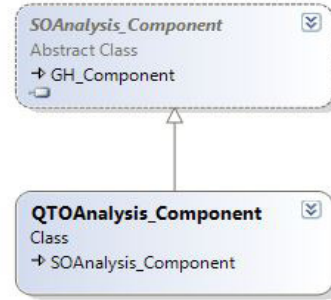 SOAnalysis_Component
Abstract Class
GH_Component
QTOAnalysis_Component
Class
SOAnalysis_Component